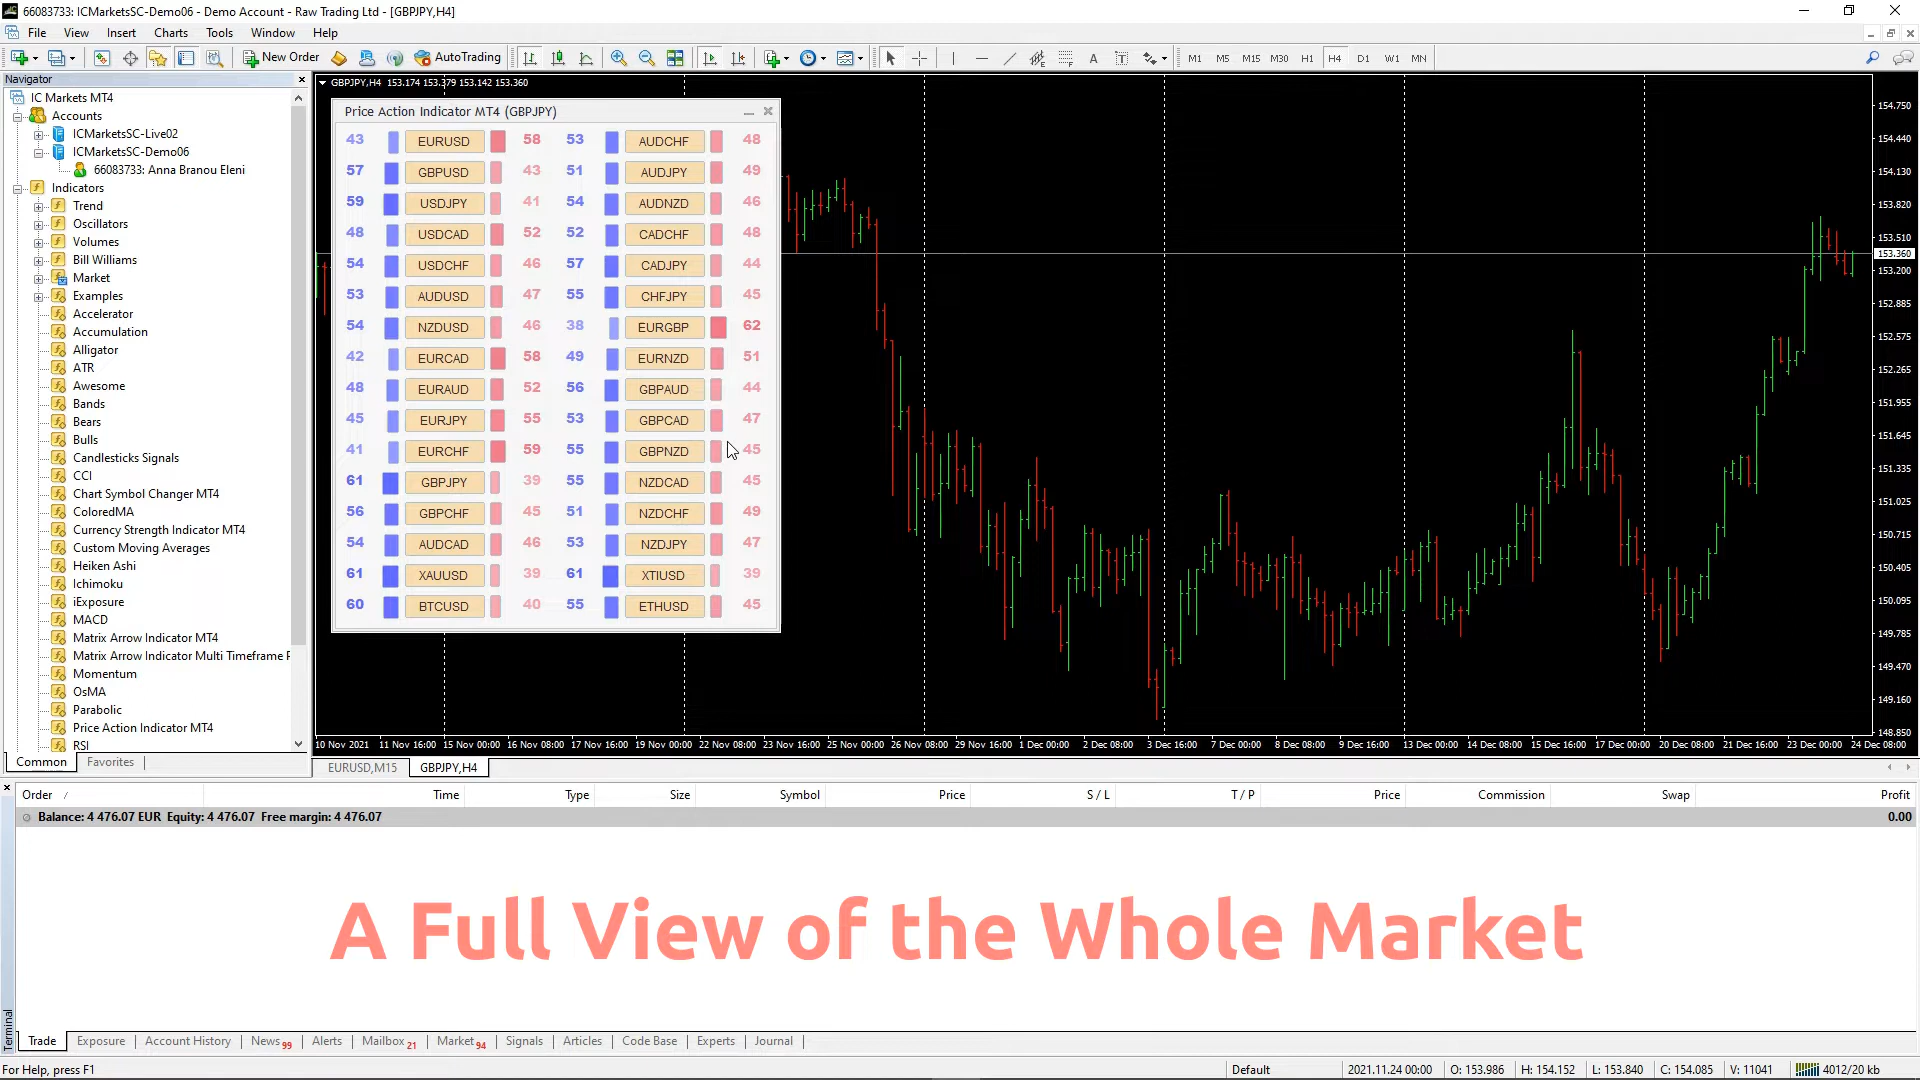 66083733: ICMarketsSC-Demo06 - Demo Account - Raw Trading Ltd - [GBPJPY,H4]
File View Insert Charts Tools Window Help
New Order AutoTrading M1 M5 M15 M30 H1 H4 D1 W1 MN
Navigator
IC Markets MT4
Accounts
ICMarketsSC-Live02
ICMarketsSC-Demo06
66083733: Anna Branou Eleni
Indicators
Trend
Oscillators
Volumes
Bill Williams
Market
Examples
Accelerator
Accumulation
Alligator
ATR
Awesome
Bands
Bears
Bulls
Candlesticks Signals
CCI
Chart Symbol Changer MT4
ColoredMA
Currency Strength Indicator MT4
Custom Moving Averages
Heiken Ashi
Ichimoku
iExposure
MACD
Matrix Arrow Indicator MT4
Matrix Arrow Indicator Multi Timeframe
Momentum
OsMA
Parabolic
Price Action Indicator MT4
RSI
Common Favorites
GBPJPY,H4 153.174 153.379 153.142 153.360
Price Action Indicator MT4 (GBPJPY)
43 EURUSD 58 53 AUDCHF 48
57 GBPUSD 43 51 AUDJPY 49
59 USDJPY 41 54 AUDNZD 46
48 USDCAD 52 52 CADCHF 48
54 USDCHF 46 57 CADJPY 44
53 AUDUSD 47 55 CHFJPY 45
54 NZDUSD 46 38 EURGBP 62
42 EURCAD 58 49 EURNZD 51
48 EURAUD 52 56 GBPAUD 44
45 EURJPY 55 53 GBPCAD 47
41 EURCHF 59 55 GBPNZD 45
61 GBPJPY 39 55 NZDCAD 45
56 GBPCHF 45 51 NZDCHF 49
54 AUDCAD 46 53 NZDJPY 47
61 XAUUSD 39 61 XTIUSD 39
60 BTCUSD 40 55 ETHUSD 45
154.750
154.440
154.130
153.820
153.510
153.360
153.200
152.885
152.575
152.265
151.955
151.645
151.335
151.025
150.715
150.405
150.095
149.785
149.470
149.160
148.850
10 Nov 2021 11 Nov 16:00 15 Nov 00:00 16 Nov 08:00 17 Nov 16:00 19 Nov 00:00 22 Nov 08:00 23 Nov 16:00 25 Nov 00:00 26 Nov 08:00 29 Nov 16:00 1 Dec 00:00 2 Dec 08:00 3 Dec 16:00 7 Dec 00:00 8 Dec 08:00 9 Dec 16:00 13 Dec 00:00 14 Dec 08:00 15 Dec 16:00 17 Dec 00:00 20 Dec 08:00 21 Dec 16:00 23 Dec 00:00 24 Dec 08:00
EURUSD,M15 GBPJPY,H4
Order / Time Type Size Symbol Price S / L T / P Price Commission Swap Profit
Balance: 4 476.07 EUR Equity: 4 476.07 Free margin: 4 476.07 0.00
A Full View of the Whole Market
Terminal
Trade Exposure Account History News 99 Alerts Mailbox 21 Market 94 Signals Articles Code Base Experts Journal
For Help, press F1 Default 2021.11.24 00:00 O: 153.986 H: 154.152 L: 153.840 C: 154.085 V: 11041 4012/20 kb